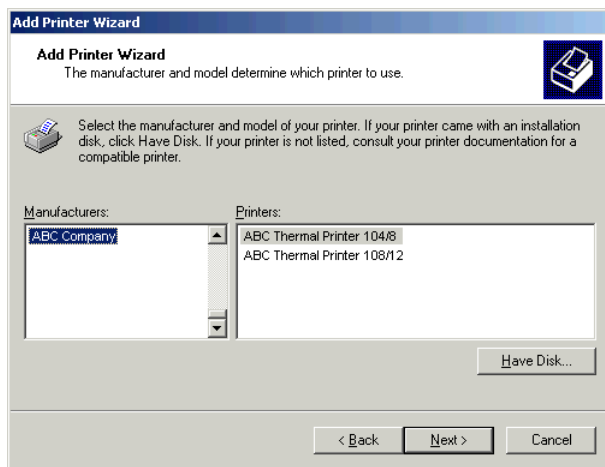 Add Printer Wizard
Add Printer Wizard
The manufacturer and model determine which printer to use.
Select the manufacturer and model of your printer. If your printer came with an installation
disk, click Have Disk. If your printer is not listed, consult your printer documentation for a
compatible printer.
Manufacturers:
Printers:
ABC Company
ABC Thermal Printer 104/8
ABC Thermal Printer 108/12
Have Disk...
< Back
Next >
Cancel